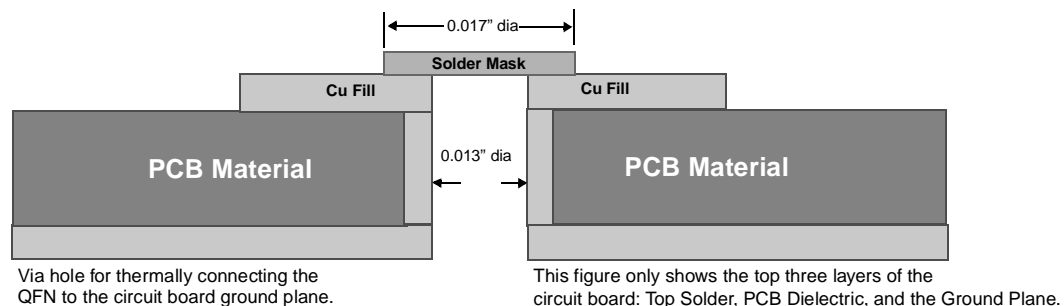 0.017” dia
Solder Mask
Cu Fill
Cu Fill
PCB Material
0.013” dia
PCB Material
Via hole for thermally connecting the
QFN to the circuit board ground plane.
This figure only shows the top three layers of the
circuit board: Top Solder, PCB Dielectric, and the Ground Plane.